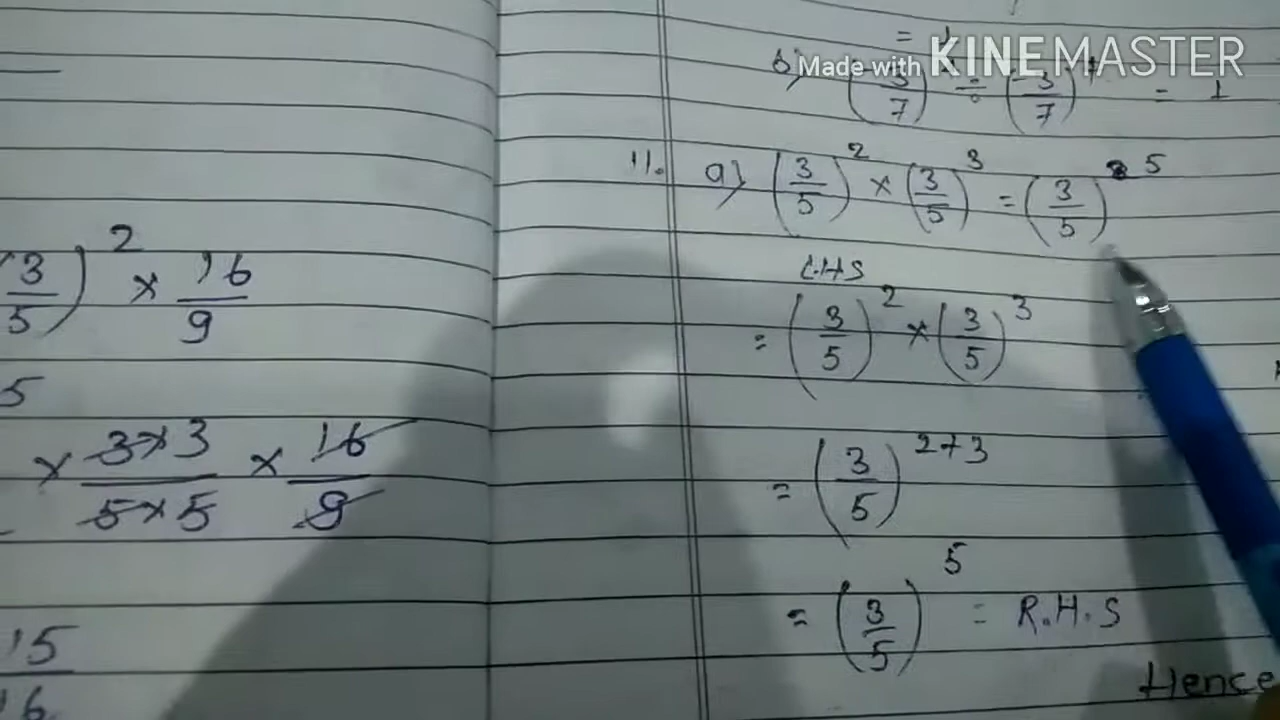 3/5)² × 16/9
5
× 3×3/5×5 × 16/9
15
16
= 1
Made with KINEMASTER
b) (-3/7) ÷ (-3/7) = 1
11. a) (3/5)² × (3/5)³ = (3/5)⁵
LHS
= (3/5)² × (3/5)³
= (3/5)²⁺³
= (3/5)⁵ = R.H.S
Hence